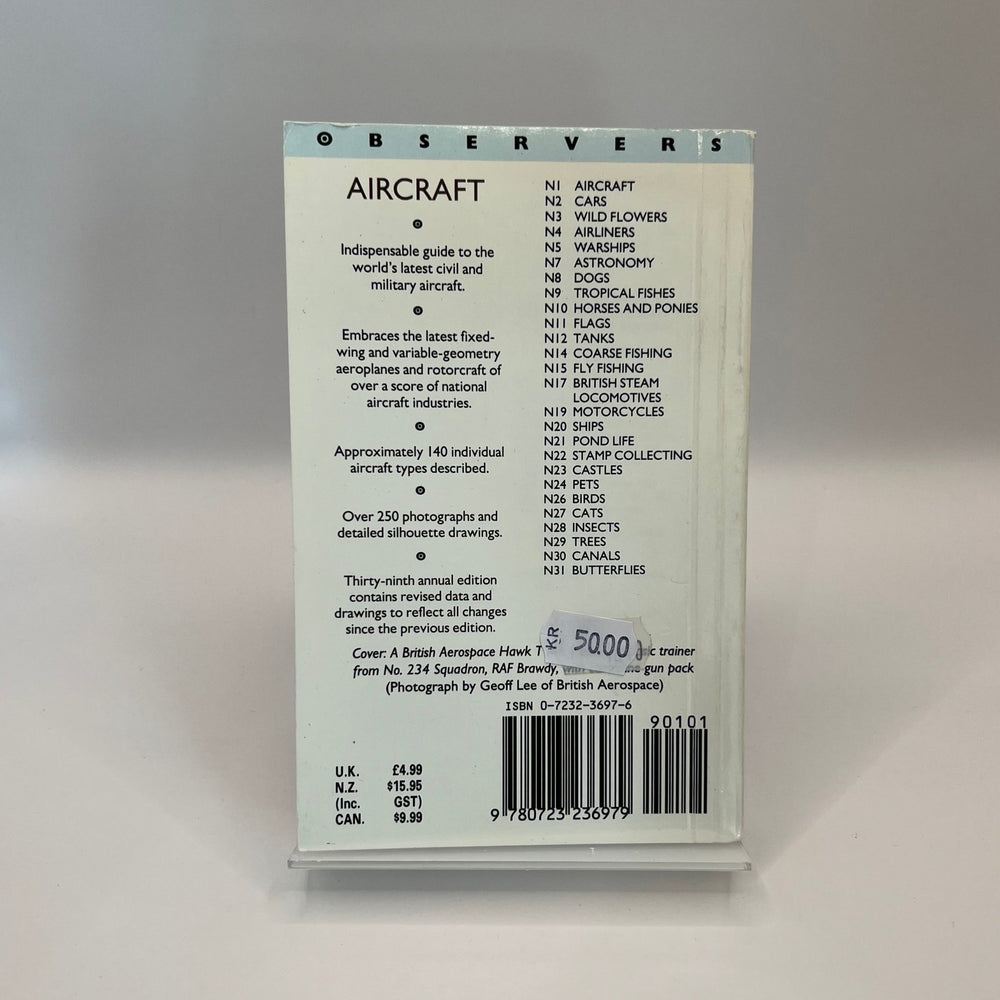 OBSERVERS
AIRCRAFT
Indispensable guide to the
world's latest civil and
military aircraft.
Embraces the latest fixed-
wing and variable-geometry
aeroplanes and rotorcraft of
over a score of national
aircraft industries.
Approximately 140 individual
aircraft types described.
Over 250 photographs and
detailed silhouette drawings.
Thirty-ninth annual edition
contains revised data and
drawings to reflect all changes
since the previous edition.
N1 AIRCRAFT
N2 CARS
N3 WILD FLOWERS
N4 AIRLINERS
N5 WARSHIPS
N7 ASTRONOMY
N8 DOGS
N9 TROPICAL FISHES
N10 HORSES AND PONIES
N11 FLAGS
N12 TANKS
N14 COARSE FISHING
N15 FLY FISHING
N17 BRITISH STEAM
LOCOMOTIVES
N19 MOTORCYCLES
N20 SHIPS
N21 POND LIFE
N22 STAMP COLLECTING
N23 CASTLES
N24 PETS
N26 BIRDS
N27 CATS
N28 INSECTS
N29 TREES
N30 CANALS
N31 BUTTERFLIES
KR 50.00
Cover: A British Aerospace Hawk T trainer
from No. 234 Squadron, RAF Brawdy, gun pack
(Photograph by Geoff Lee of British Aerospace)
ISBN 0-7232-3697-6
90101
9 780723 236979
U.K. £4.99
N.Z. $15.95
(Inc. GST)
CAN. $9.99